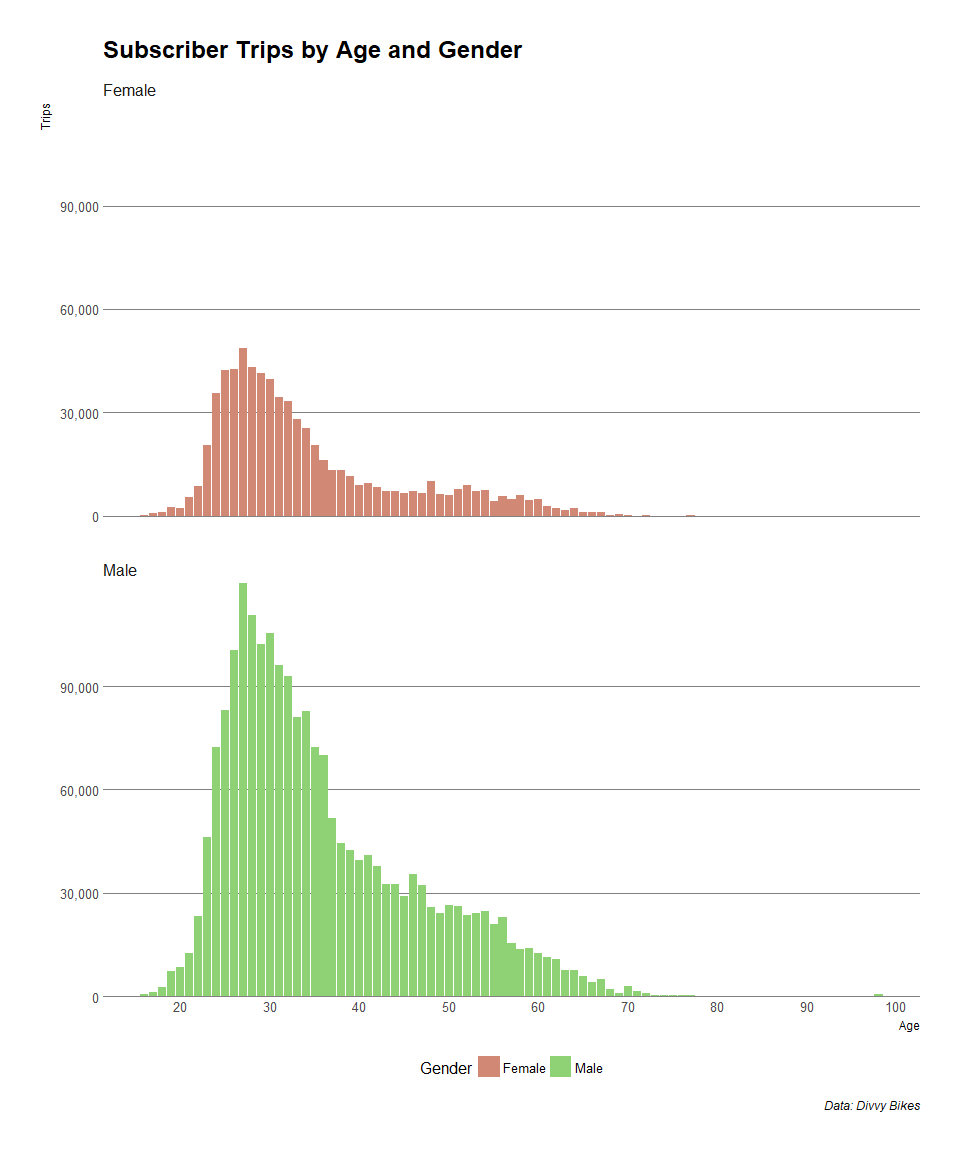 Subscriber Trips by Age and Gender
Female
Trips
90,000
60,000
30,000
0
Male
90,000
60,000
30,000
0
20 30 40 50 60 70 80 90 100
Age
Gender Female Male
Data: Divvy Bikes